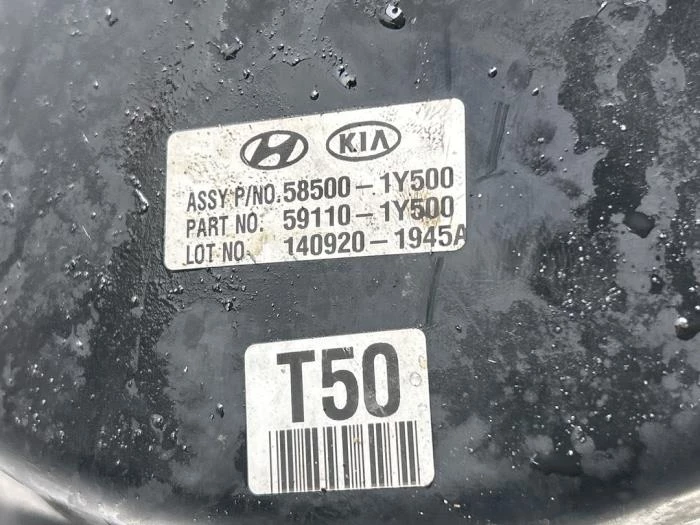 KIA
ASSY P/NO. 58500-1Y500
PART NO: 59110-1Y500
LOT NO- 140920-1945A
T50